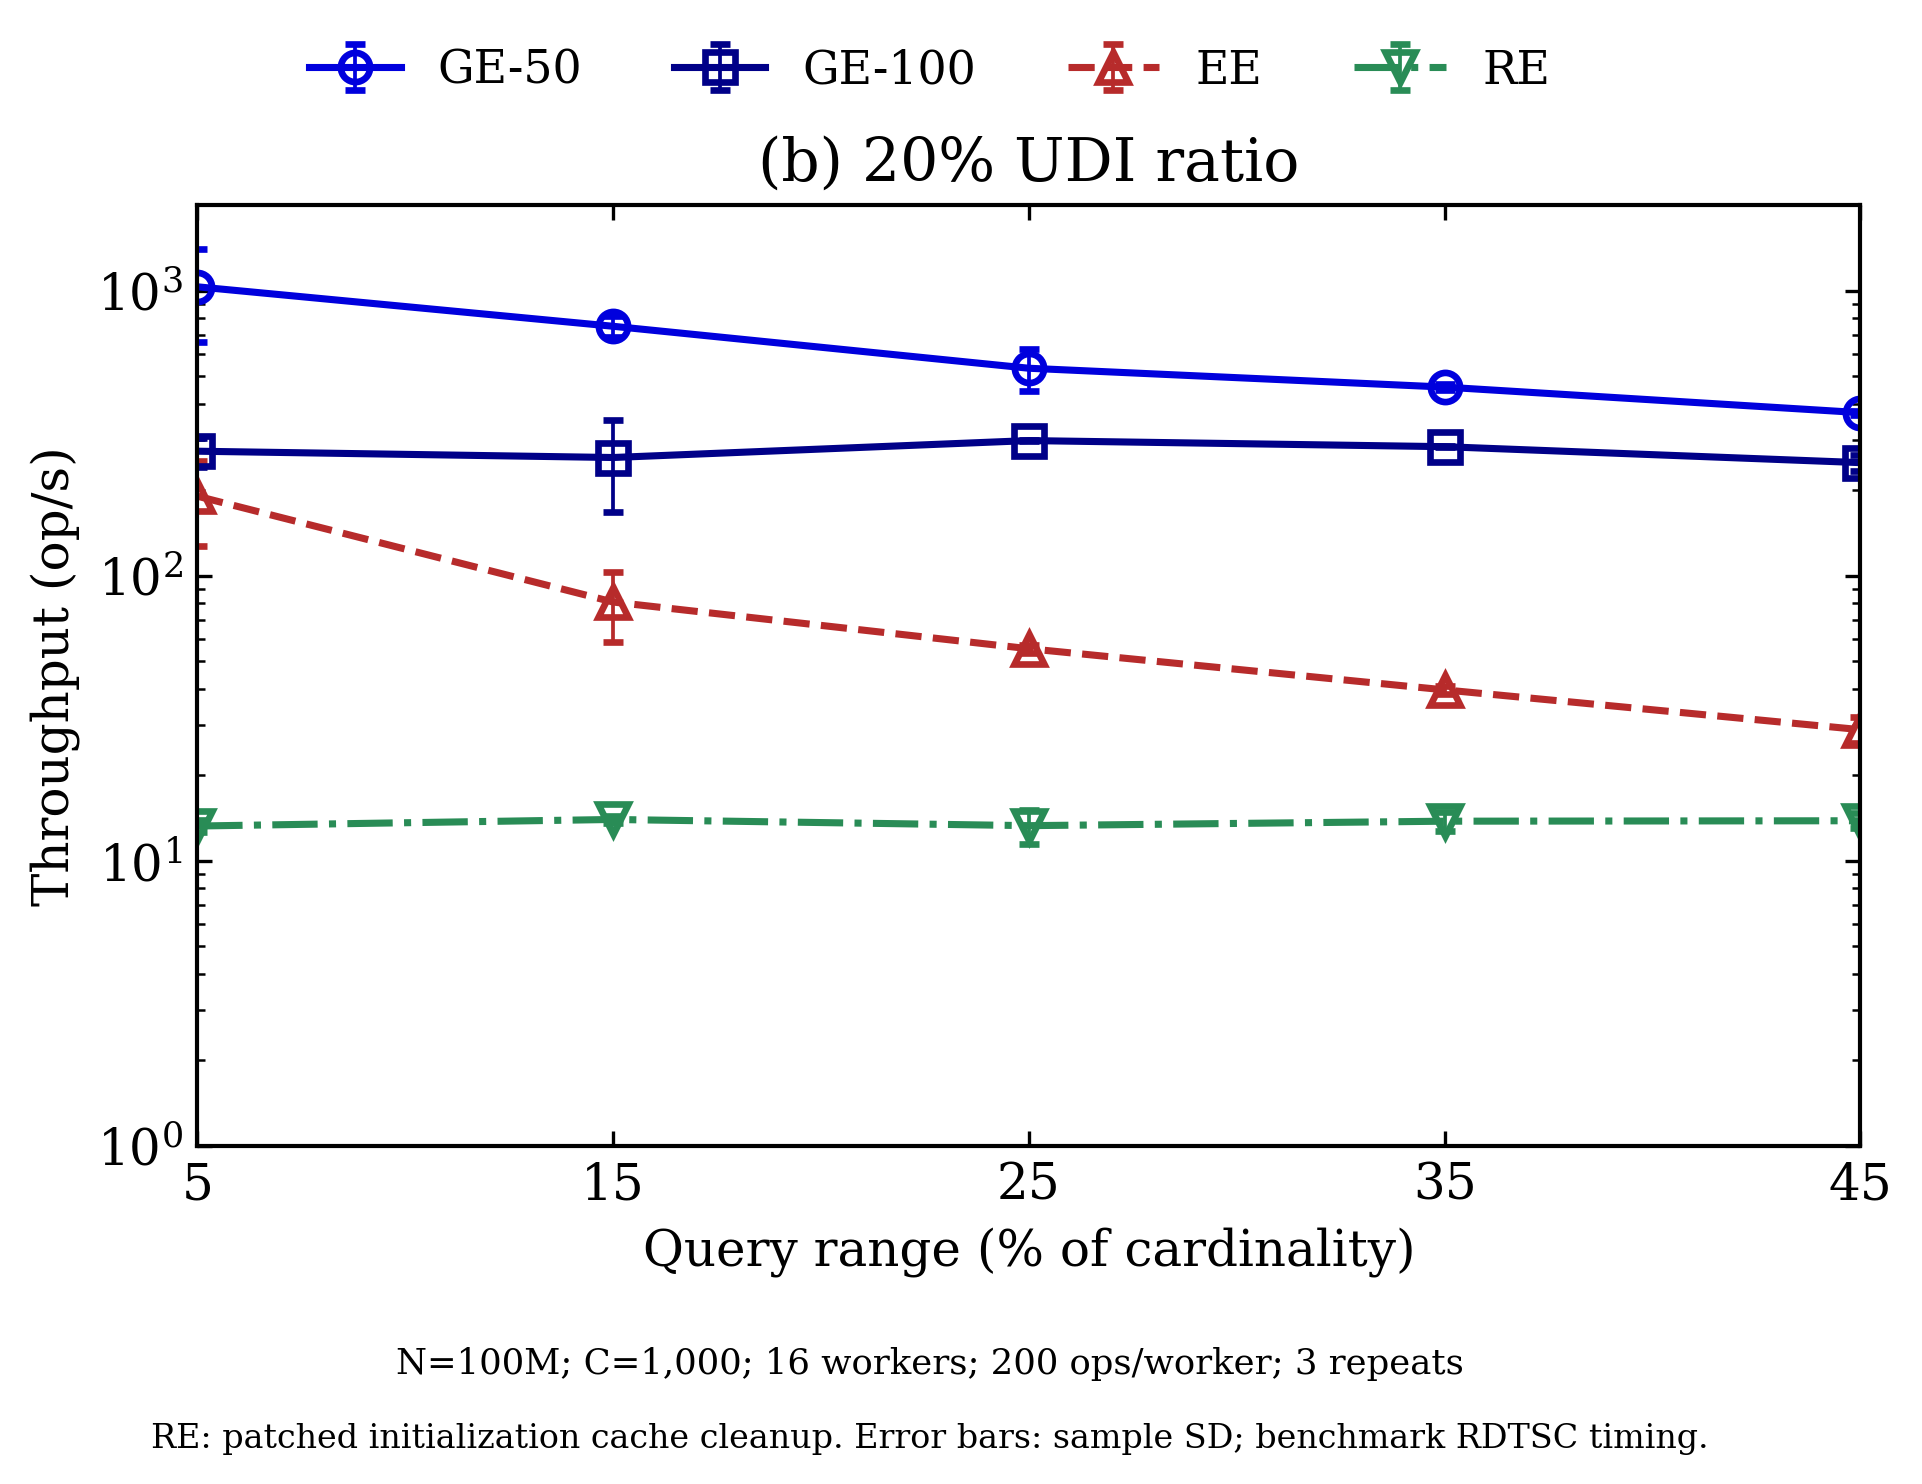 GE-50 GE-100 EE RE
(b) 20% UDI ratio
Throughput (op/s)
10³
10²
10¹
10⁰
5 15 25 35 45
Query range (% of cardinality)
N=100M; C=1,000; 16 workers; 200 ops/worker; 3 repeats
RE: patched initialization cache cleanup. Error bars: sample SD; benchmark RDTSC timing.